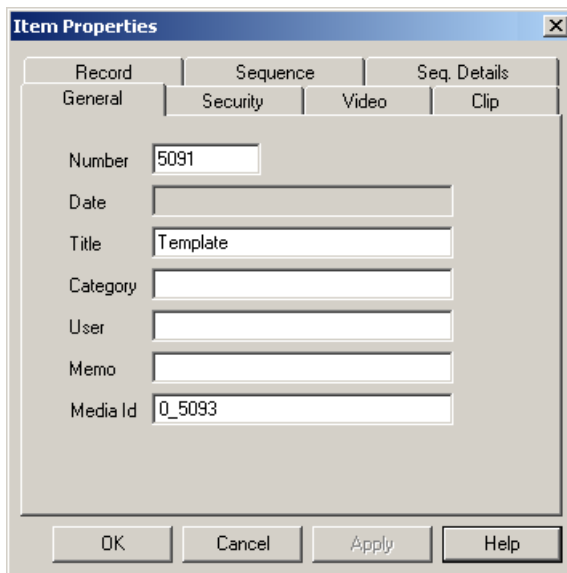 Item Properties
Record Sequence Seq. Details
General Security Video Clip
Number 5091
Date
Title Template
Category
User
Memo
Media Id 0_5093
OK Cancel Apply Help